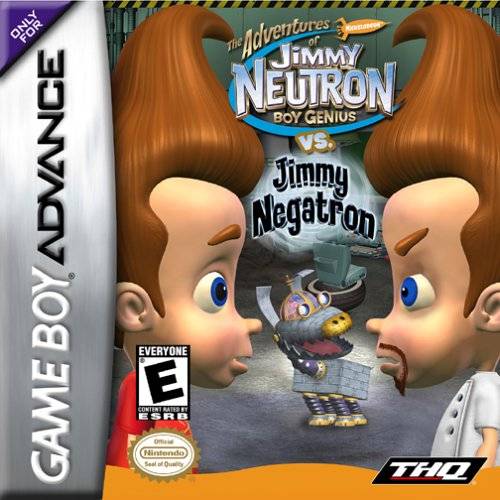 ONLY
FOR
GAME BOY ADVANCE
The Adventures of
NICKELODEON
JIMMY
NEUTRON
BOY GENIUS
VS.
Jimmy
Negatron
EVERYONE
E
CONTENT RATED BY
ESRB
Official
Nintendo
Seal of Quality
THQ